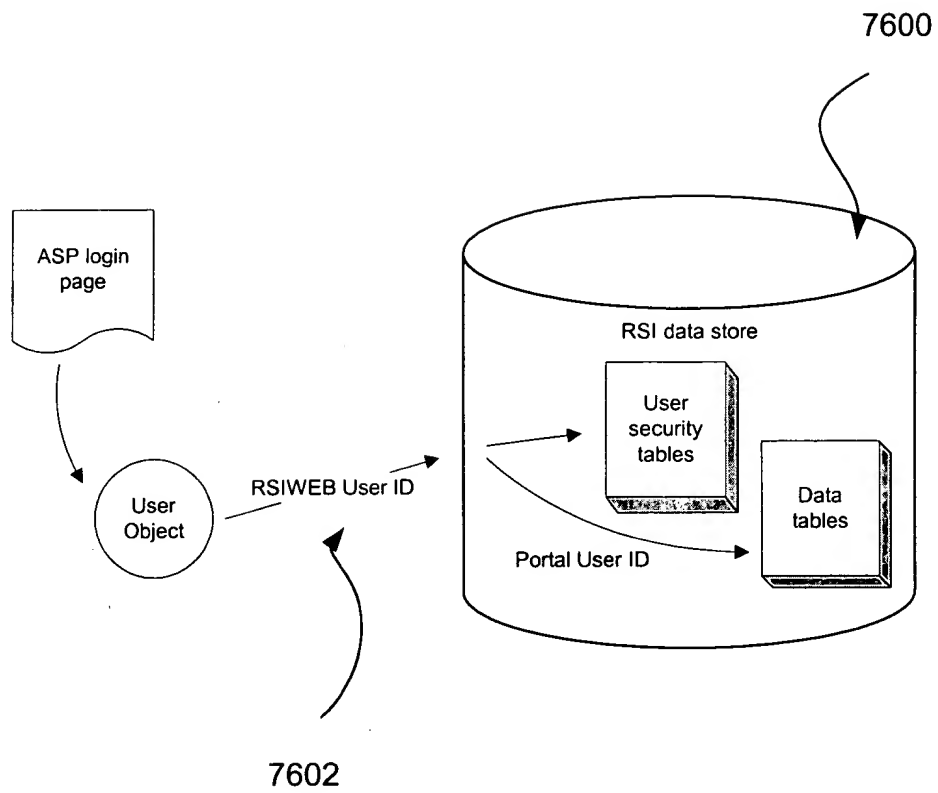 7600
ASP login
page
RSI data store
User
security
tables
RSIWEB User ID
User
Object
Data
tables
Portal User ID
7602